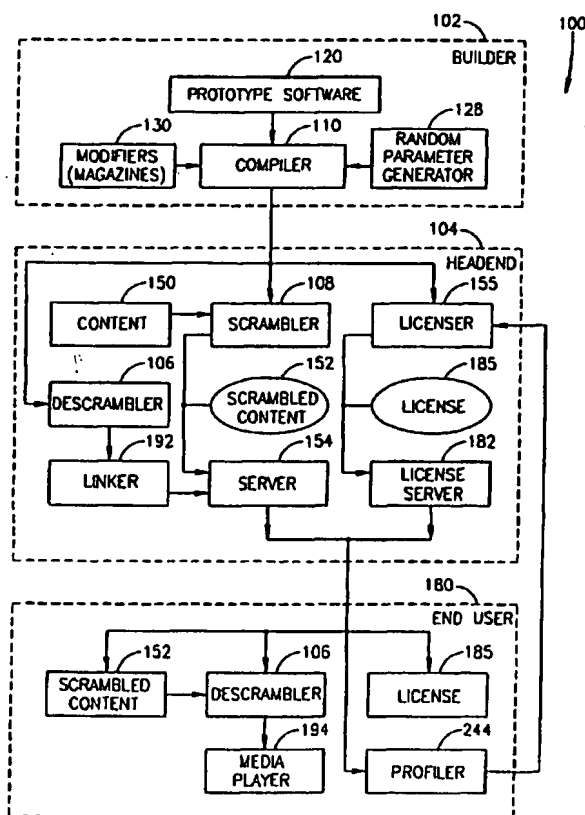 102
100
BUILDER
120
PROTOTYPE SOFTWARE
130
110
128
MODIFIERS
(MAGAZINES)
COMPILER
RANDOM
PARAMETER
GENERATOR
104
HEADEND
150
108
155
CONTENT
SCRAMBLER
LICENSER
106
152
185
DESCRAMBLER
SCRAMBLED
CONTENT
LICENSE
192
154
182
LINKER
SERVER
LICENSE
SERVER
180
END USER
152
106
185
SCRAMBLED
CONTENT
DESCRAMBLER
LICENSE
194
244
MEDIA
PLAYER
PROFILER